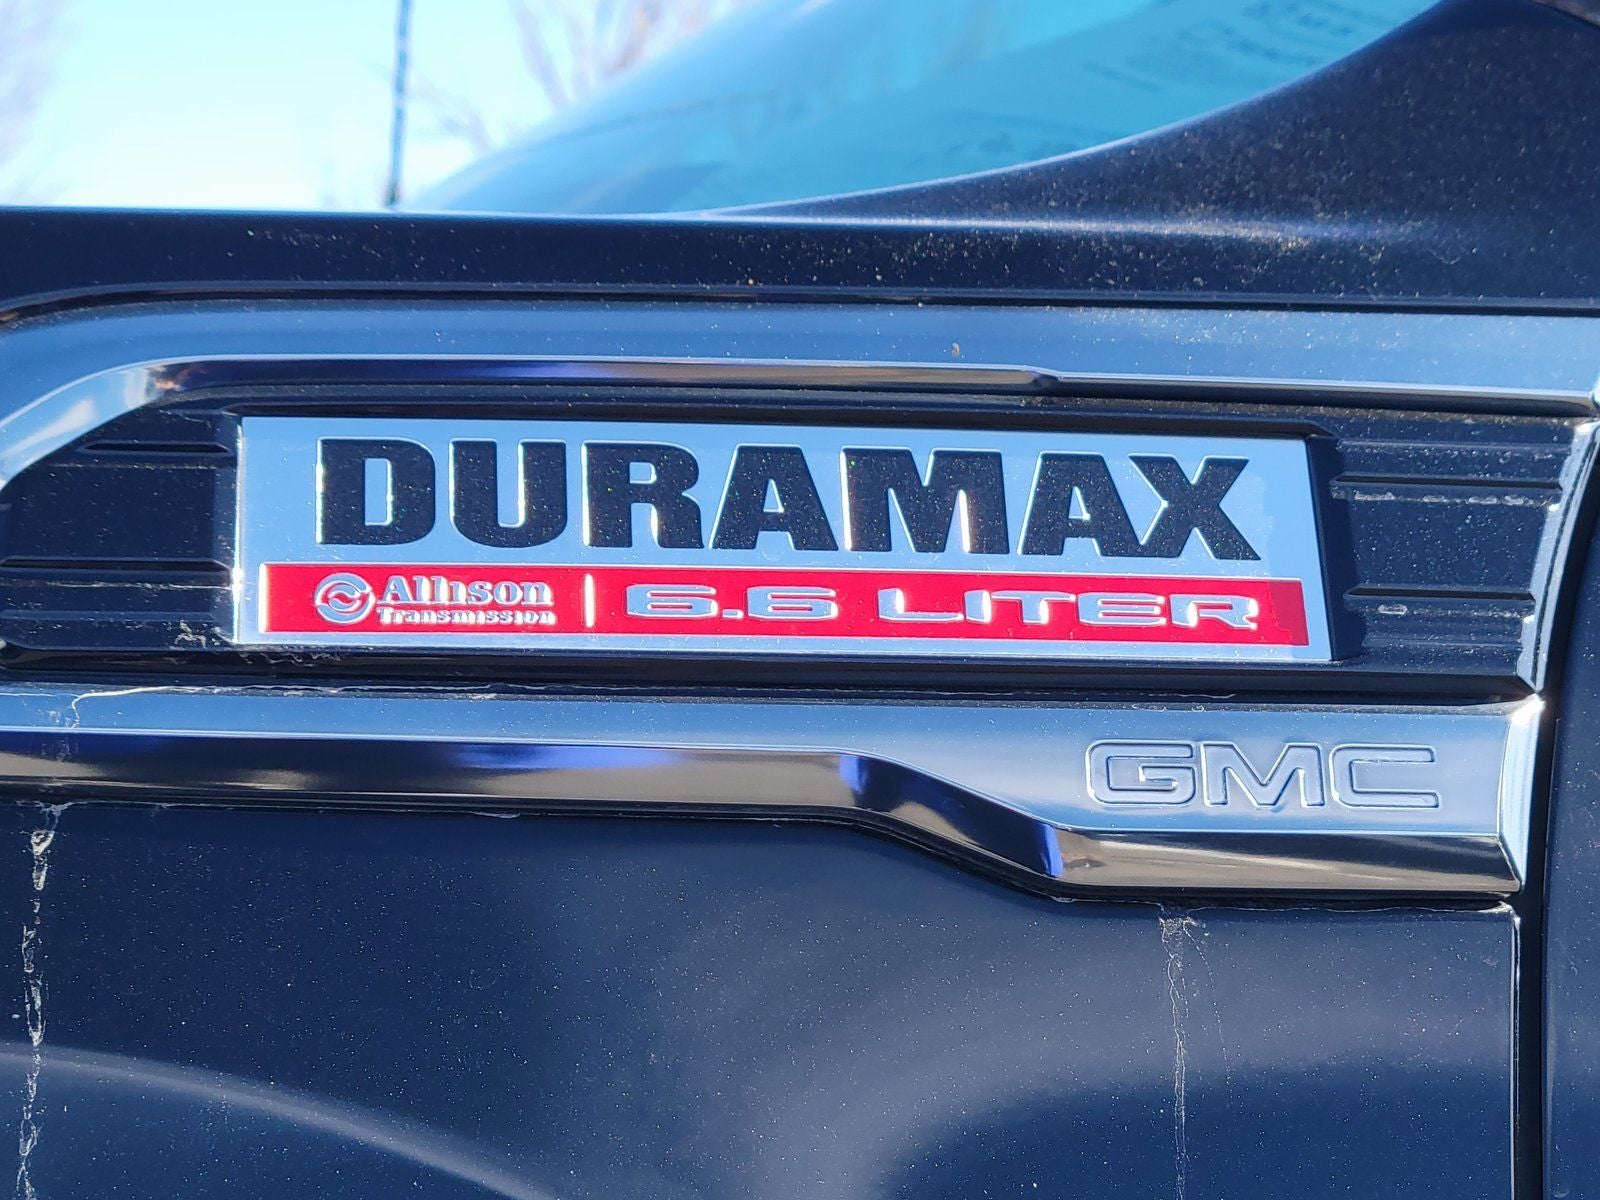 DURAMAX
Allison
Transmission
6.6 LITER
GMC